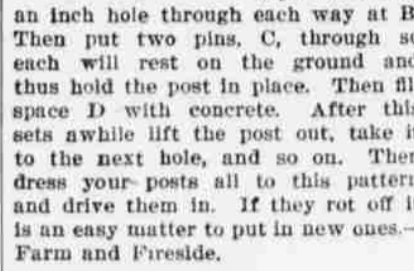 an inch hole through each way at B
Then put two pins, C, through so
each will rest on the ground and
thus hold the post in place. Then fil
space D with concrete. After this
sets awhile lift the post out, take i
to the next hole, and so on. Then
dress your posts all to this pattern
and drive them in. If they rot off i
is an easy matter to put in new ones.—
Farm and Fireside.